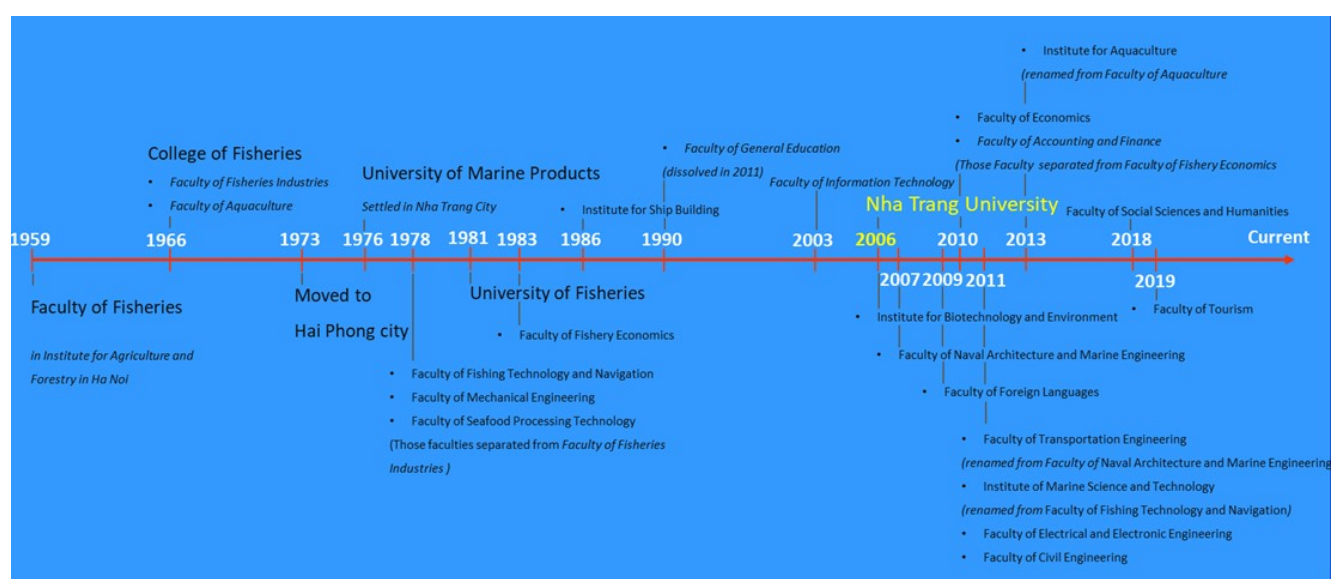 Institute for Aquaculture
(renamed from Faculty of Aquaculture
Faculty of Economics
Faculty of Accounting and Finance
(Those Faculty separated from Faculty of Fishery Economics
College of Fisheries
Faculty of Fisheries Industries
Faculty of Aquaculture
University of Marine Products
Settled in Nha Trang City
Faculty of General Education
(dissolved in 2011)
Institute for Ship Building
Faculty of Information Technology
Nha Trang University
Faculty of Social Sciences and Humanities
1959 1966 1973 1976 1978 1981 1983 1986 1990 2003 2006 2010 2013 2018 Current
2007 2009 2011 2019
Faculty of Fisheries
in Institute for Agriculture and
Forestry in Ha Noi
Moved to
Hai Phong city
University of Fisheries
Faculty of Fishery Economics
Faculty of Fishing Technology and Navigation
Faculty of Mechanical Engineering
Faculty of Seafood Processing Technology
(Those faculties separated from Faculty of Fisheries
Industries )
Institute for Biotechnology and Environment
Faculty of Naval Architecture and Marine Engineering
Faculty of Foreign Languages
Faculty of Transportation Engineering
(renamed from Faculty of Naval Architecture and Marine Engineering
Institute of Marine Science and Technology
(renamed from Faculty of Fishing Technology and Navigation)
Faculty of Electrical and Electronic Engineering
Faculty of Civil Engineering
Faculty of Tourism